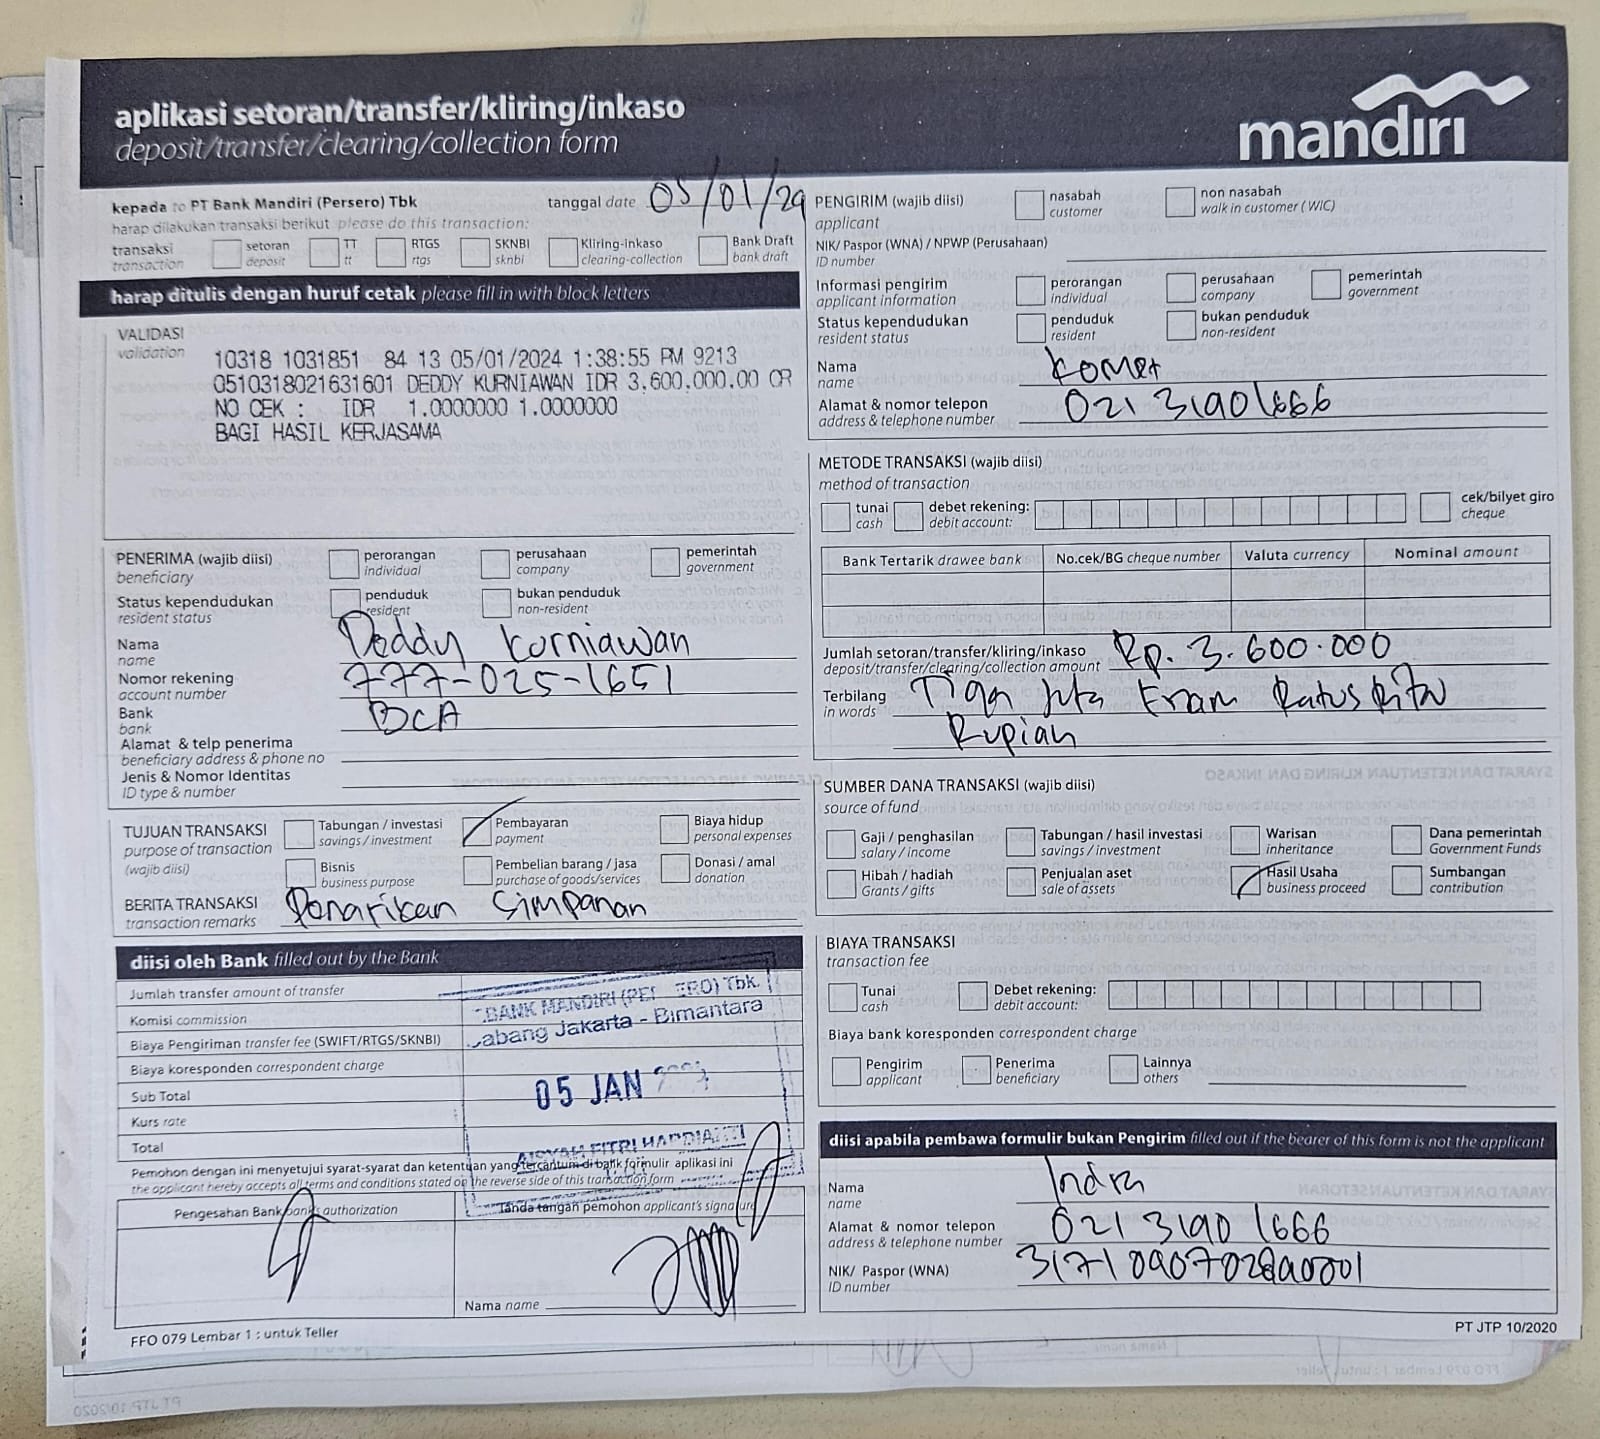 aplikasi setoran/transfer/kliring/inkaso
deposit/transfer/clearing/collection form
mandiri
kepada to PT Bank Mandiri (Persero) Tbk
tanggal date 05/01/24
harap dilakukan transaksi berikut please do this transaction:
transaksi transaction
setoran deposit
TT tt
RTGS rtgs
SKNBI sknbi
Kliring-inkaso clearing-collection
Bank Draft bank draft
harap ditulis dengan huruf cetak please fill in with block letters
VALIDASI
validation
10318 1031851 84 13 05/01/2024 1:38:55 PM 9213
0510318021631601 DEDDY KURNIAWAN IDR 3,600,000.00 CR
NO CEK : IDR 1.0000000 1.0000000
BAGI HASIL KERJASAMA
PENERIMA (wajib diisi)
beneficiary
perorangan individual
perusahaan company
pemerintah government
Status kependudukan
resident status
penduduk resident
bukan penduduk non-resident
Nama
name
Deddy Kurniawan
Nomor rekening
account number
777-025-1651
Bank
bank
BCA
Alamat & telp penerima
beneficiary address & phone no
Jenis & Nomor Identitas
ID type & number
TUJUAN TRANSAKSI
purpose of transaction
(wajib diisi)
Tabungan / investasi savings / investment
Pembayaran payment
Biaya hidup personal expenses
Bisnis business purpose
Pembelian barang / jasa purchase of goods/services
Donasi / amal donation
BERITA TRANSAKSI
transaction remarks
Penarikan Simpanan
diisi oleh Bank filled out by the Bank
Jumlah transfer amount of transfer
Komisi commission
Biaya Pengiriman transfer fee (SWIFT/RTGS/SKNBI)
Biaya koresponden correspondent charge
Sub Total
Kurs rate
Total
BANK MANDIRI (PE ERO) Tbk.
Cabang Jakarta - Bimantara
05 JAN
Pemohon dengan ini menyetujui syarat-syarat dan ketentuan yang tercantum di balik formulir aplikasi ini
the applicant hereby accepts all terms and conditions stated on the reverse side of this transaction form
Pengesahan Bank bank's authorization
Tanda tangan pemohon applicant's signature
Nama name
FFO 079 Lembar 1 : untuk Teller
PENGIRIM (wajib diisi)
applicant
nasabah customer
non nasabah walk in customer (WIC)
NIK/ Paspor (WNA) / NPWP (Perusahaan)
ID number
Informasi pengirim
applicant information
perorangan individual
perusahaan company
pemerintah government
Status kependudukan
resident status
penduduk resident
bukan penduduk non-resident
Nama
name
Komet
Alamat & nomor telepon
address & telephone number
021 3190 1666
METODE TRANSAKSI (wajib diisi)
method of transaction
tunai cash
debet rekening: debit account:
cek/bilyet giro cheque
Bank Tertarik drawee bank
No.cek/BG cheque number
Valuta currency
Nominal amount
Jumlah setoran/transfer/kliring/inkaso
deposit/transfer/clearing/collection amount
Rp. 3.600.000
Terbilang
in words
Tiga juta Enam Ratus Ribu
Rupiah
SUMBER DANA TRANSAKSI (wajib diisi)
source of fund
Gaji / penghasilan salary / income
Tabungan / hasil investasi savings / investment
Warisan inheritance
Dana pemerintah Government Funds
Hibah / hadiah Grants / gifts
Penjualan aset sale of assets
Hasil Usaha business proceed
Sumbangan contribution
BIAYA TRANSAKSI
transaction fee
Tunai cash
Debet rekening: debit account:
Biaya bank koresponden correspondent charge
Pengirim applicant
Penerima beneficiary
Lainnya others
diisi apabila pembawa formulir bukan Pengirim filled out if the bearer of this form is not the applicant
Nama
name
Indra
Alamat & nomor telepon
address & telephone number
021 3190 1666
NIK/ Paspor (WNA)
ID number
PT JTP 10/2020